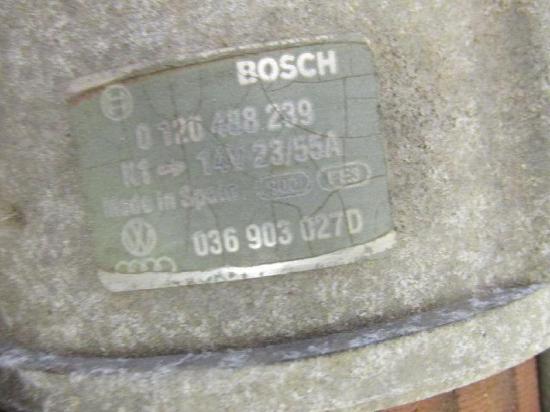 BOSCH
0 120 488 239
K1 → 14V 23/55A
Made in Spain
036 903 027D